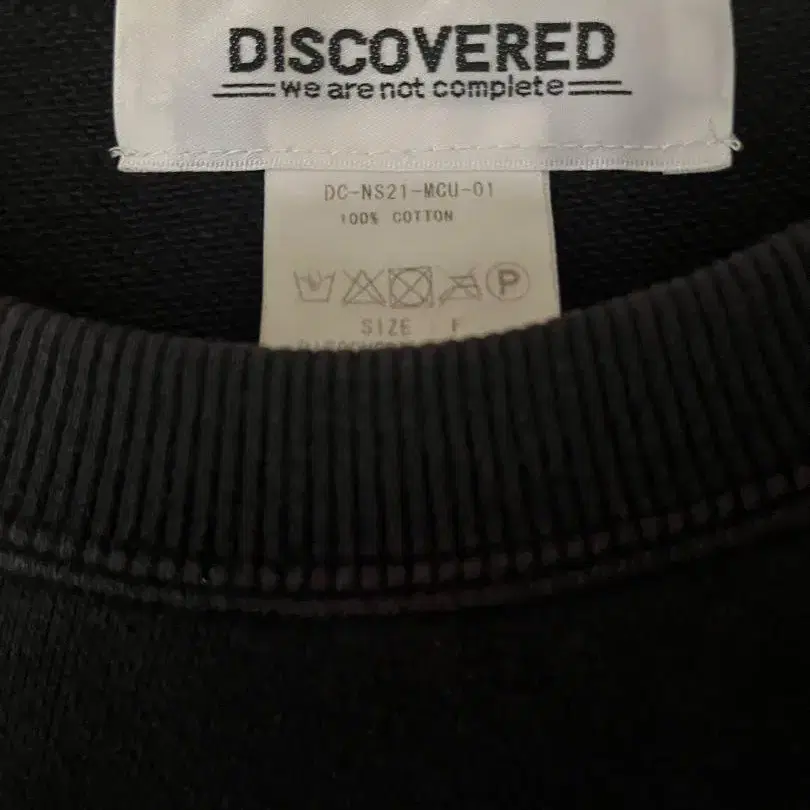 DISCOVERED
we are not complete
DC-NS21-MCU-01
100% COTTON
P
SIZE F